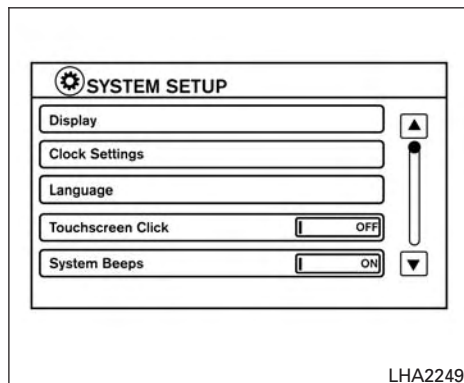 SYSTEM SETUP
Display
Clock Settings
Language
Touchscreen Click OFF
System Beeps ON
LHA2249